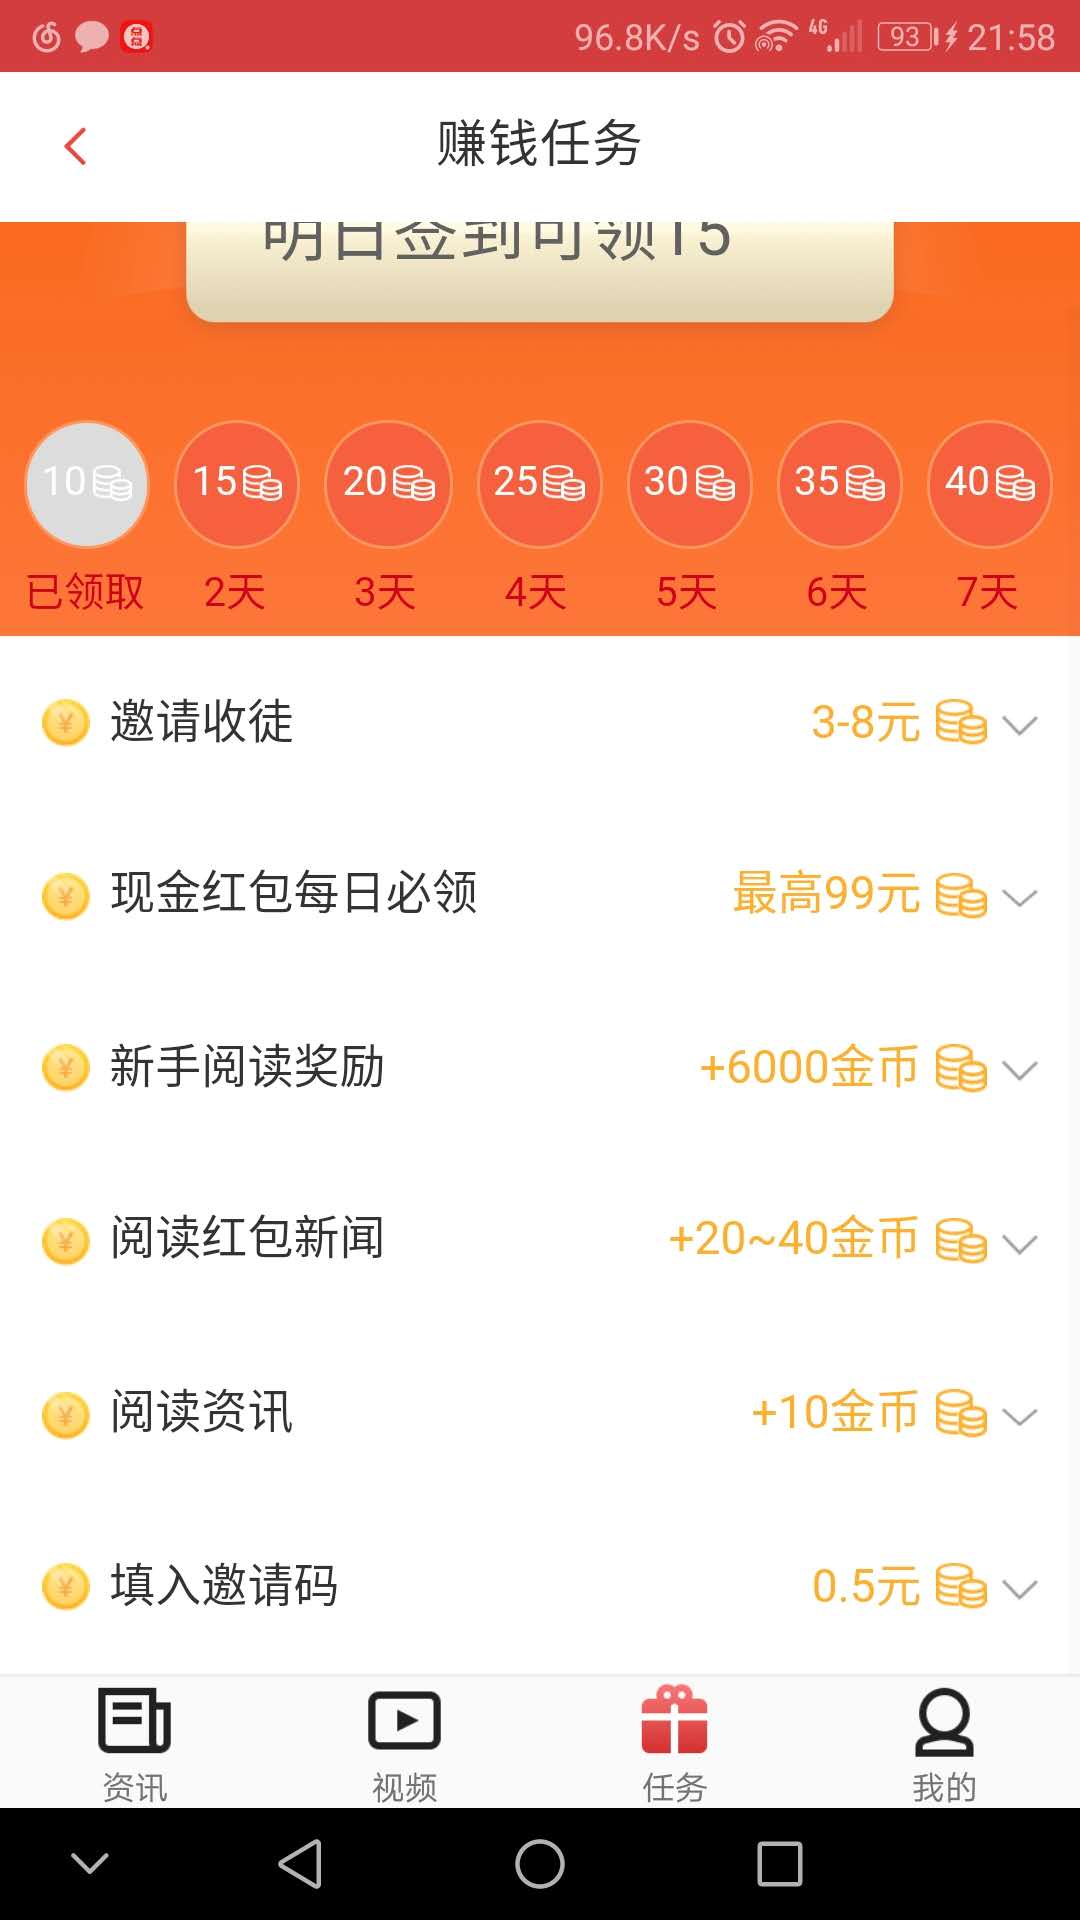 96.8K/s 4G 93 21:58
赚钱任务
明日签到可领15
10 15 20 25 30 35 40
已领取 2天 3天 4天 5天 6天 7天
邀请收徒 3-8元
现金红包每日必领 最高99元
新手阅读奖励 +6000金币
阅读红包新闻 +20~40金币
阅读资讯 +10金币
填入邀请码 0.5元
资讯 视频 任务 我的